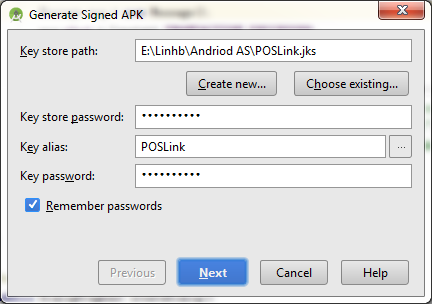 Generate Signed APK
Key store path: E:\Linhb\Andriod AS\POSLink.jks
Create new... Choose existing...
Key store password: ••••••••••
Key alias: POSLink ...
Key password: ••••••••••
Remember passwords
Previous Next Cancel Help